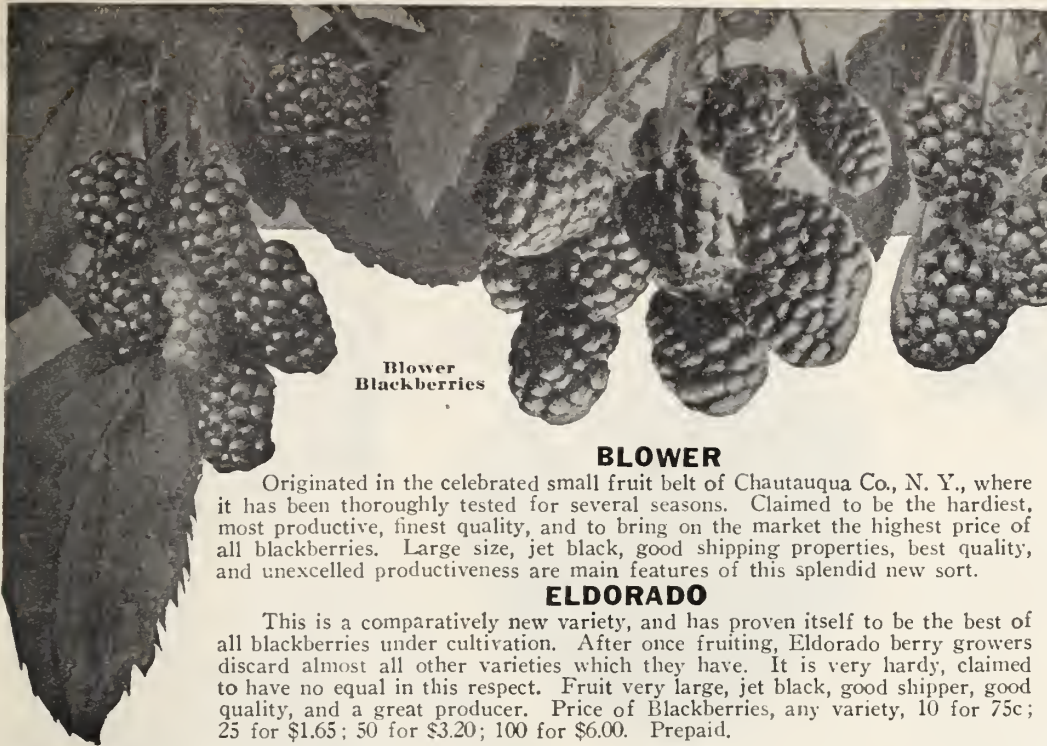 Blower
Blackberries
BLOWER
Originated in the celebrated small fruit belt of Chautauqua Co., N. Y., where
it has been thoroughly tested for several seasons. Claimed to be the hardiest,
most productive, finest quality, and to bring on the market the highest price of
all blackberries. Large size, jet black, good shipping properties, best quality,
and unexcelled productiveness are main features of this splendid new sort.
ELDORADO
This is a comparatively new variety, and has proven itself to be the best of
all blackberries under cultivation. After once fruiting, Eldorado berry growers
discard almost all other varieties which they have. It is very hardy, claimed
to have no equal in this respect. Fruit very large, jet black, good shipper, good
quality, and a great producer. Price of Blackberries, any variety, 10 for 75c;
25 for $1.65; 50 for $3.20; 100 for $6.00. Prepaid.